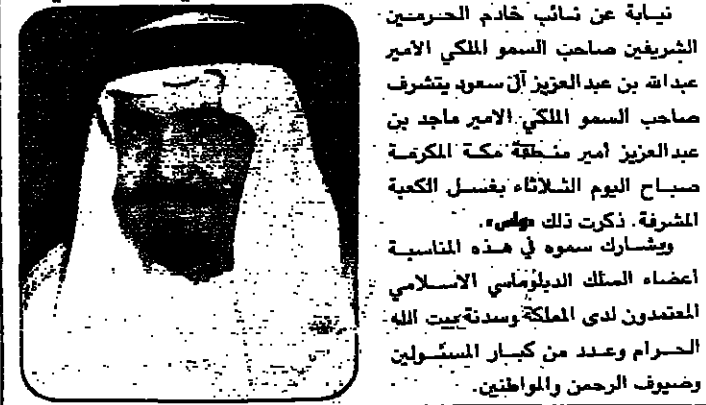 نيابة عن نائب خادم الحرمين
الشريفين صاحب السمو الملكي الامير
عبدالله بن عبدالعزيز آل سعود يتشرف
صاحب السمو الملكي الامير ماجد بن
عبدالعزيز أمير منطقة مكة المكرمة
صباح اليوم الثلاثاء بغسل الكعبة
المشرفة. ذكرت ذلك «واس».
ويشارك سموه في هذه المناسبة
أعضاء السلك الدبلوماسي الاسلامي
المعتمدون لدى المملكة وسدنة بيت الله
الحرام وعدد من كبار المسئولين
وضيوف الرحمن والمواطنين.